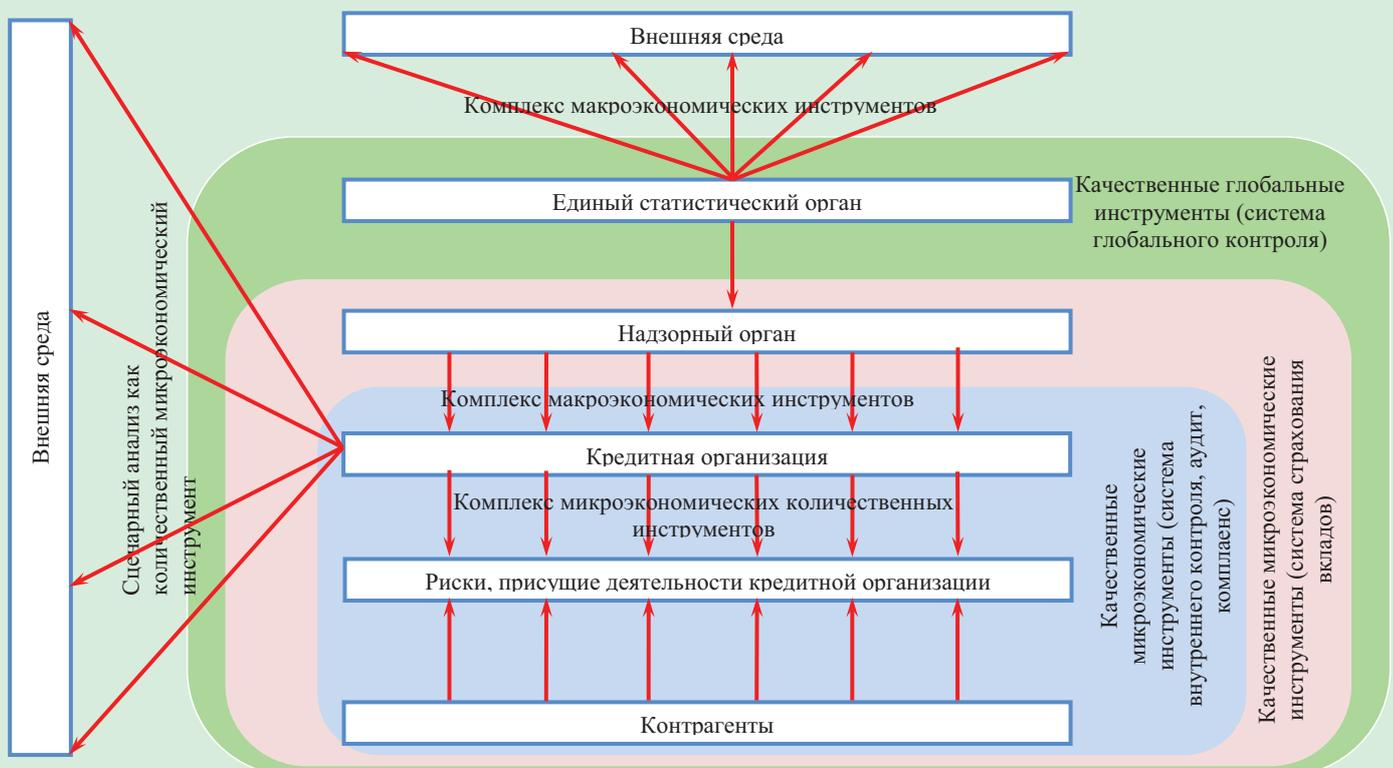 Внешняя среда
Комплекс макроэкономических инструментов
Единый статистический орган
Качественные глобальные
инструменты (система
глобального контроля)
Надзорный орган
Комплекс макроэкономических инструментов
Кредитная организация
Комплекс микроэкономических количественных
инструментов
Риски, присущие деятельности кредитной организации
Контрагенты
Внешняя среда
Сценарный анализ как
количественный микроэкономический
инструмент
Качественные
микроэкономические
инструменты (система
внутреннего контроля, аудит,
комплаенс)
Качественные микроэкономические
инструменты (система страхования
вкладов)